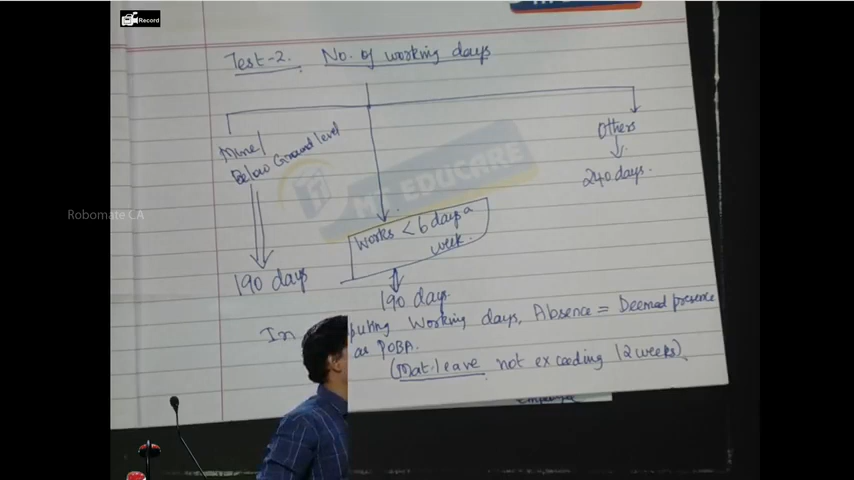 Record
Test-2. No. of working days
Mine/
Below Ground level
Others
240 days.
Works < 6 days a
week.
190 days
190 days.
In puting Working days, Absence = Deemed presence
as POBA.
(Mat. leave not exceeding 12 weeks)
employee
Robomate CA
EDUCARE